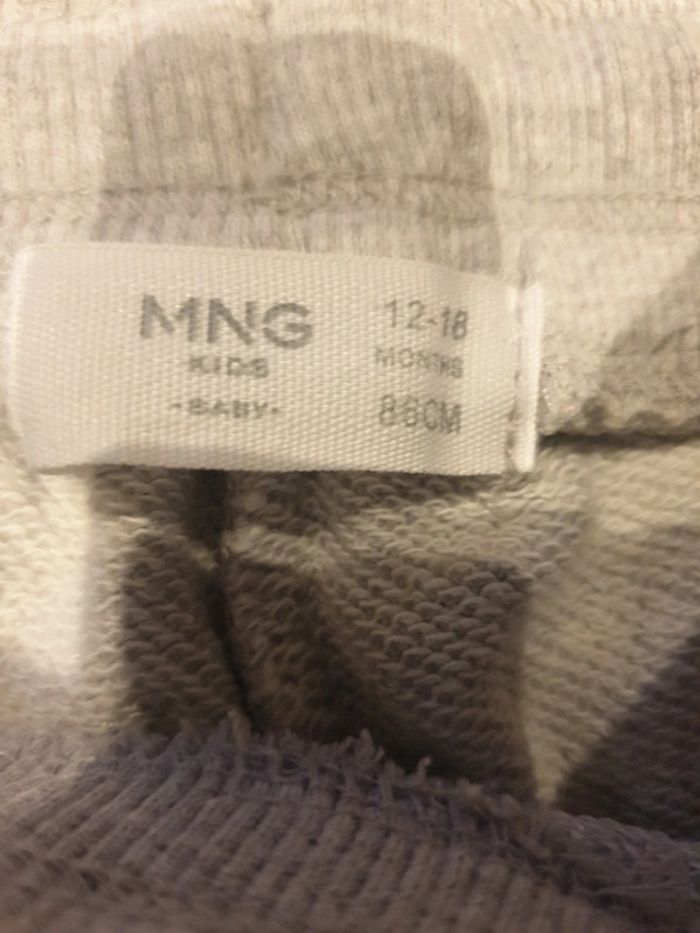 MNG
KIDS
-BABY-
12-18
MONTHS
86CM